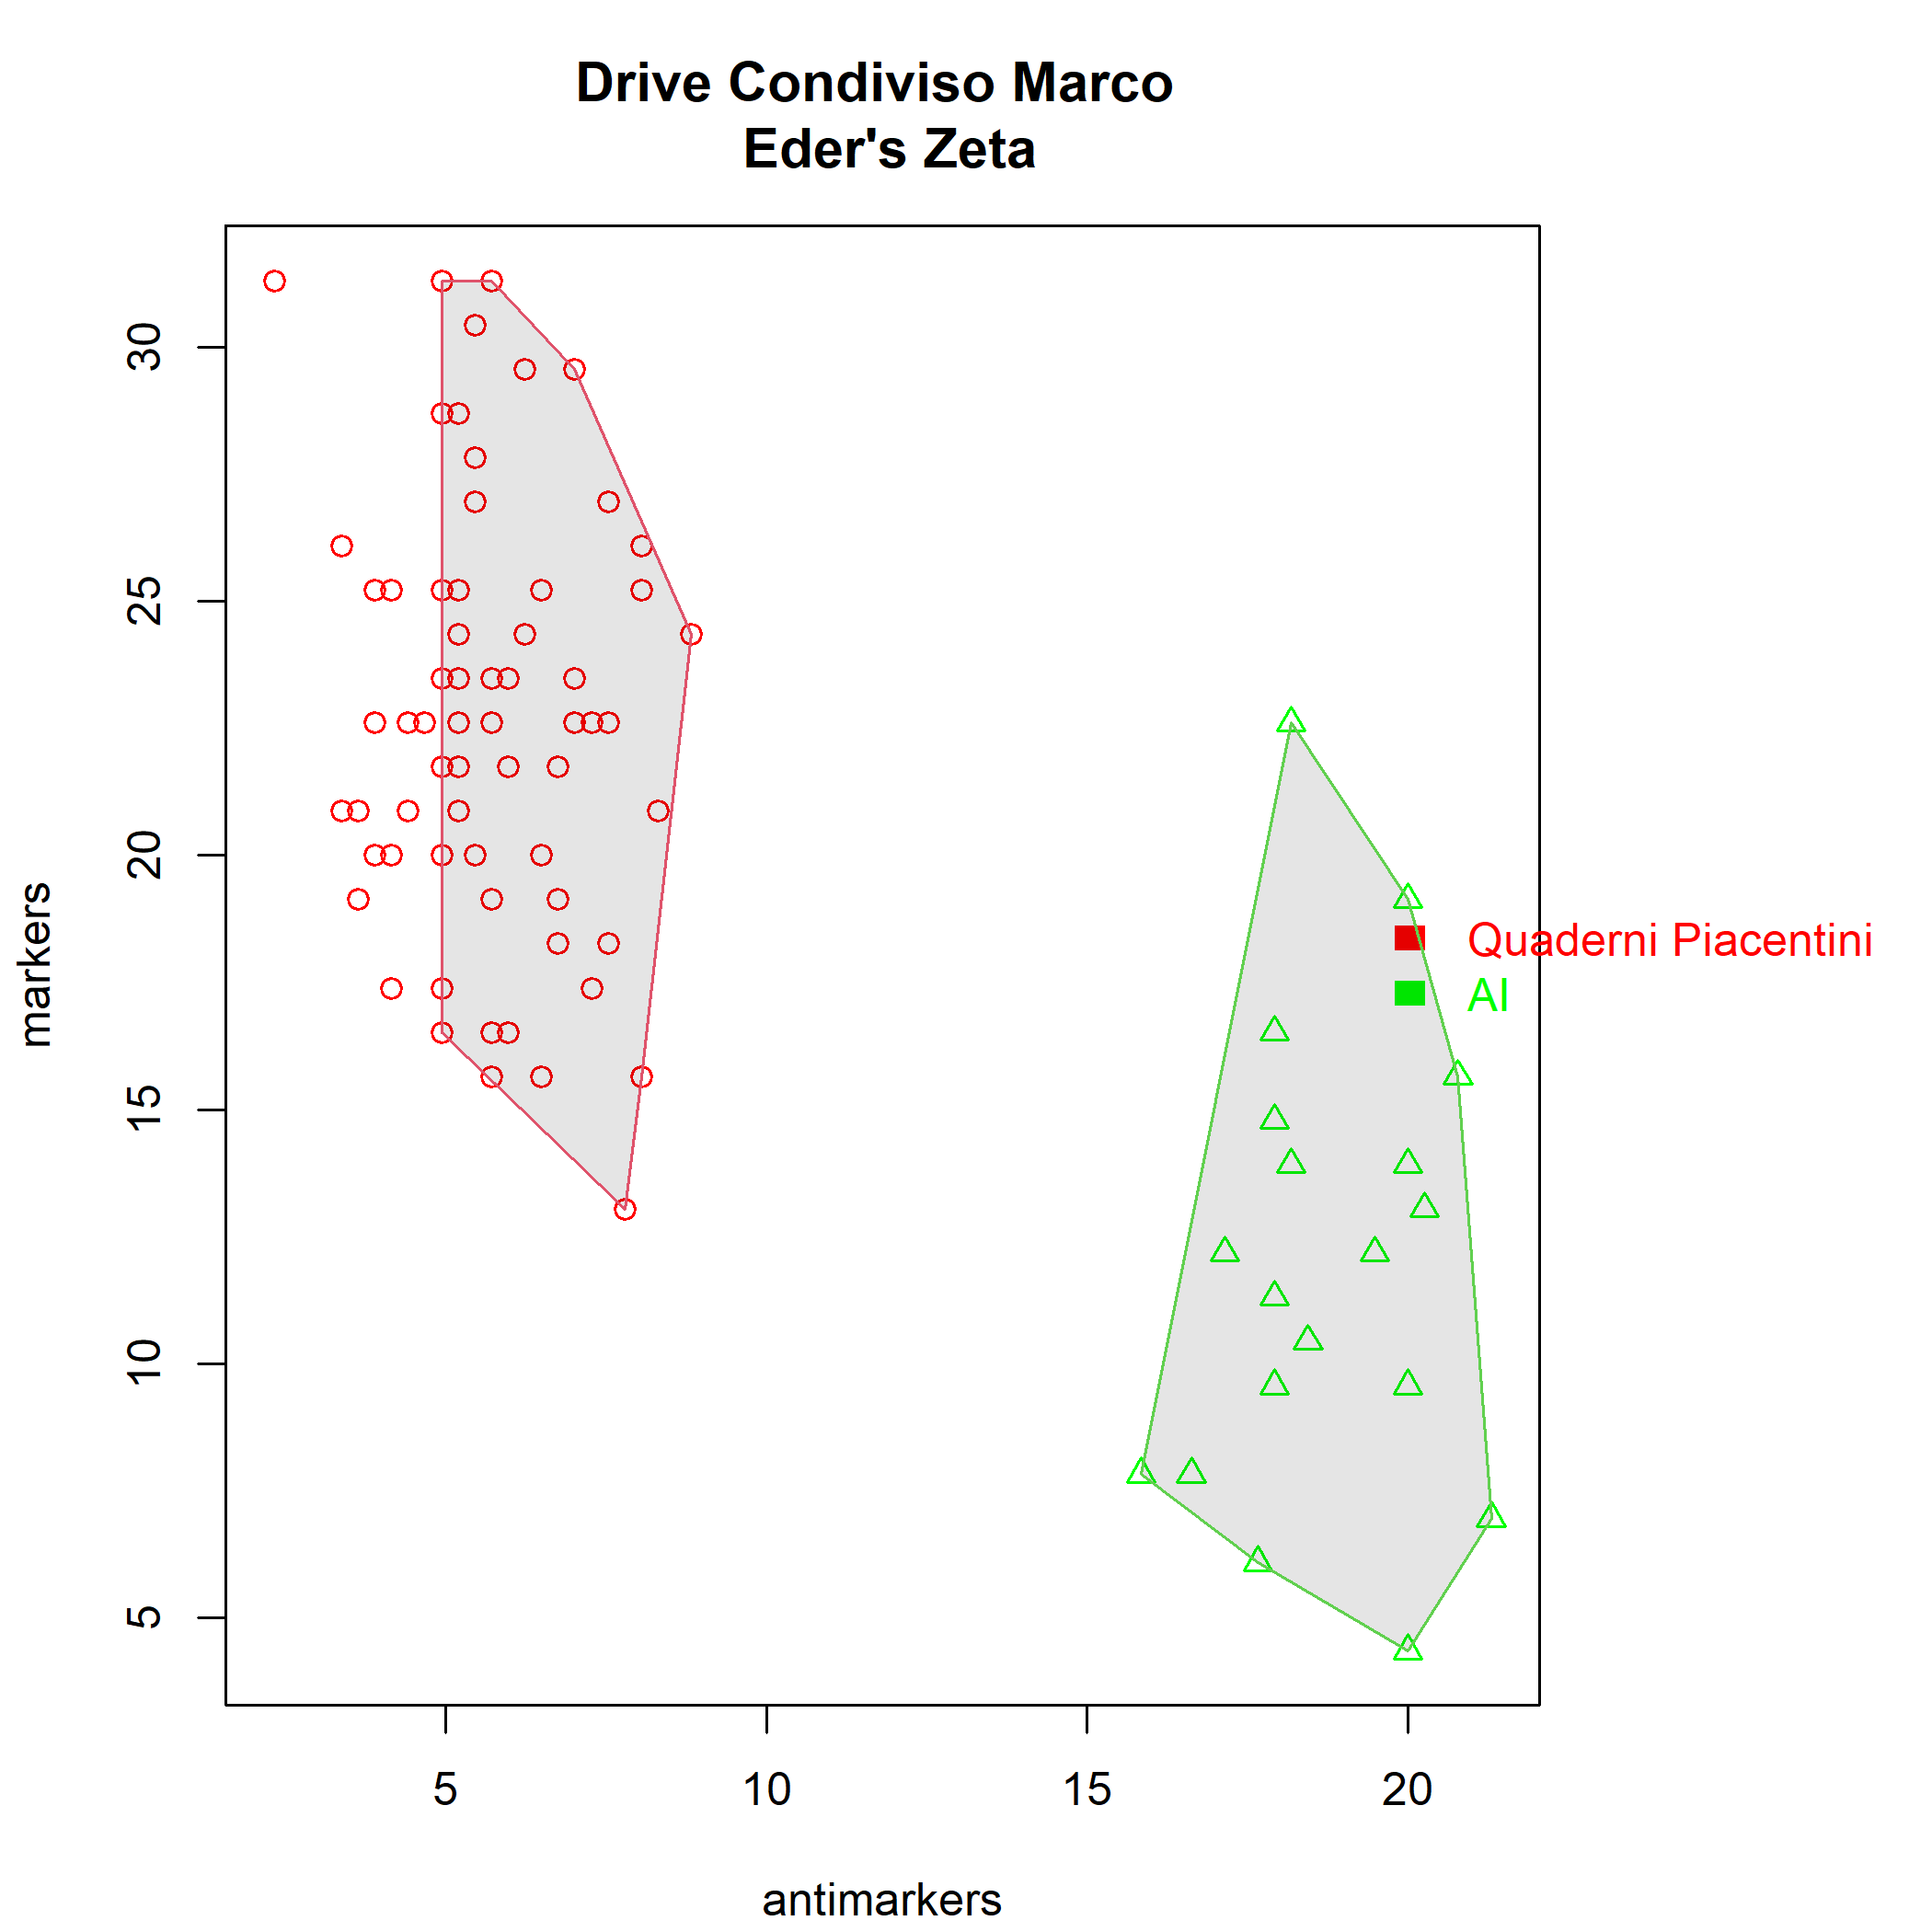 Drive Condiviso Marco
Eder's Zeta
30
25
20
15
10
5
markers
Quaderni Piacentini
AI
5 10 15 20
antimarkers